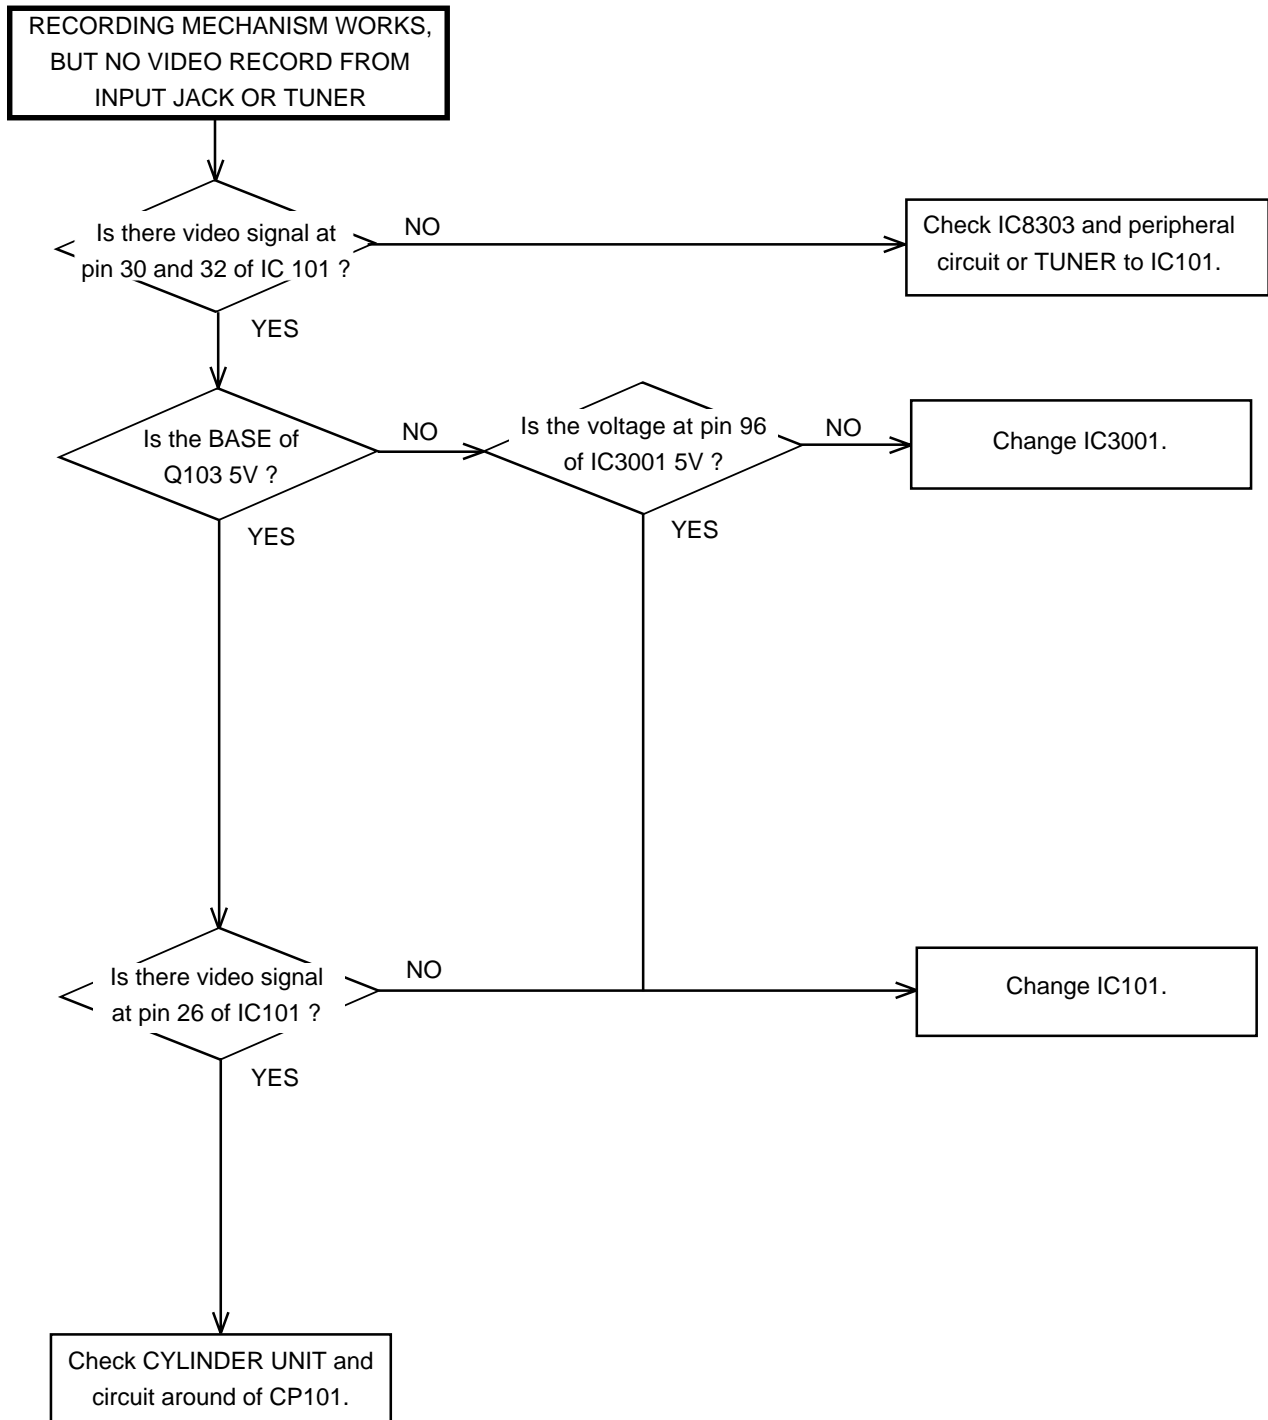 RECORDING MECHANISM WORKS,
BUT NO VIDEO RECORD FROM
INPUT JACK OR TUNER
Is there video signal at
pin 30 and 32 of IC 101 ?
NO
Check IC8303 and peripheral
circuit or TUNER to IC101.
YES
Is the BASE of
Q103 5V ?
NO
Is the voltage at pin 96
of IC3001 5V ?
NO
Change IC3001.
YES
YES
Is there video signal
at pin 26 of IC101 ?
NO
Change IC101.
YES
Check CYLINDER UNIT and
circuit around of CP101.